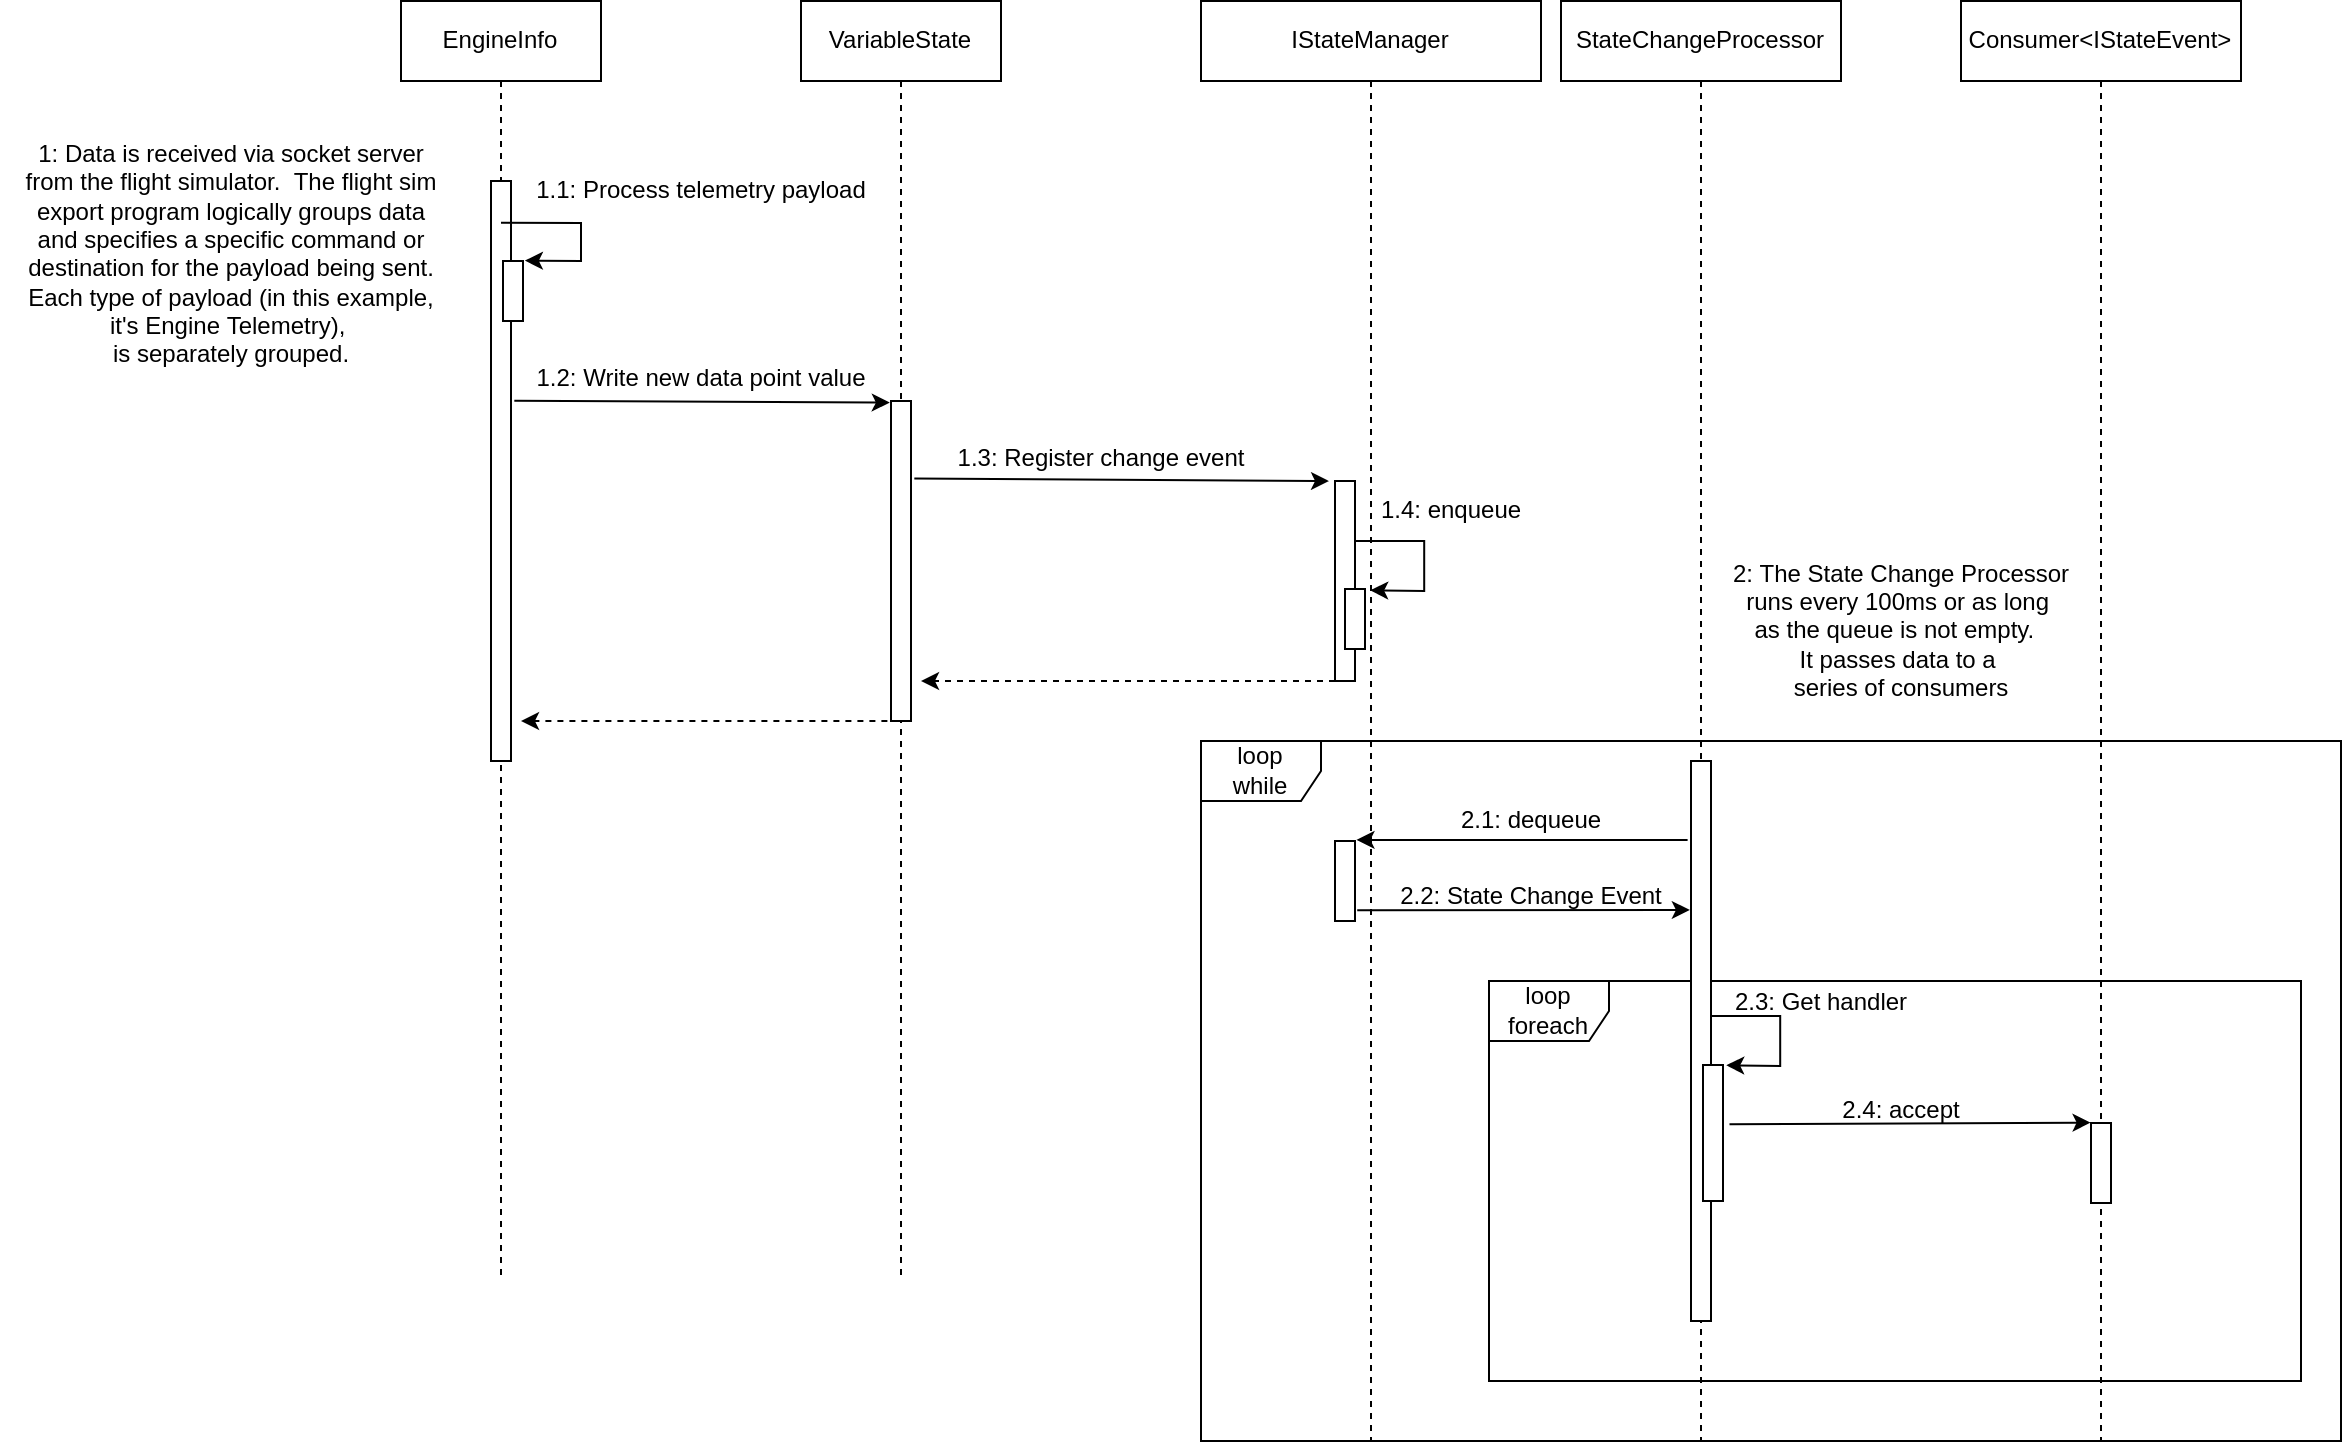 EngineInfo
VariableState
IStateManager
StateChangeProcessor
Consumer<IStateEvent>
1: Data is received via socket server
from the flight simulator.  The flight sim
export program logically groups data
and specifies a specific command or
destination for the payload being sent.
Each type of payload (in this example,
it's Engine Telemetry),
is separately grouped.
1.1: Process telemetry payload
1.2: Write new data point value
1.3: Register change event
1.4: enqueue
2: The State Change Processor
runs every 100ms or as long
as the queue is not empty.
It passes data to a
series of consumers
loop
while
2.1: dequeue
2.2: State Change Event
loop
foreach
2.3: Get handler
2.4: accept